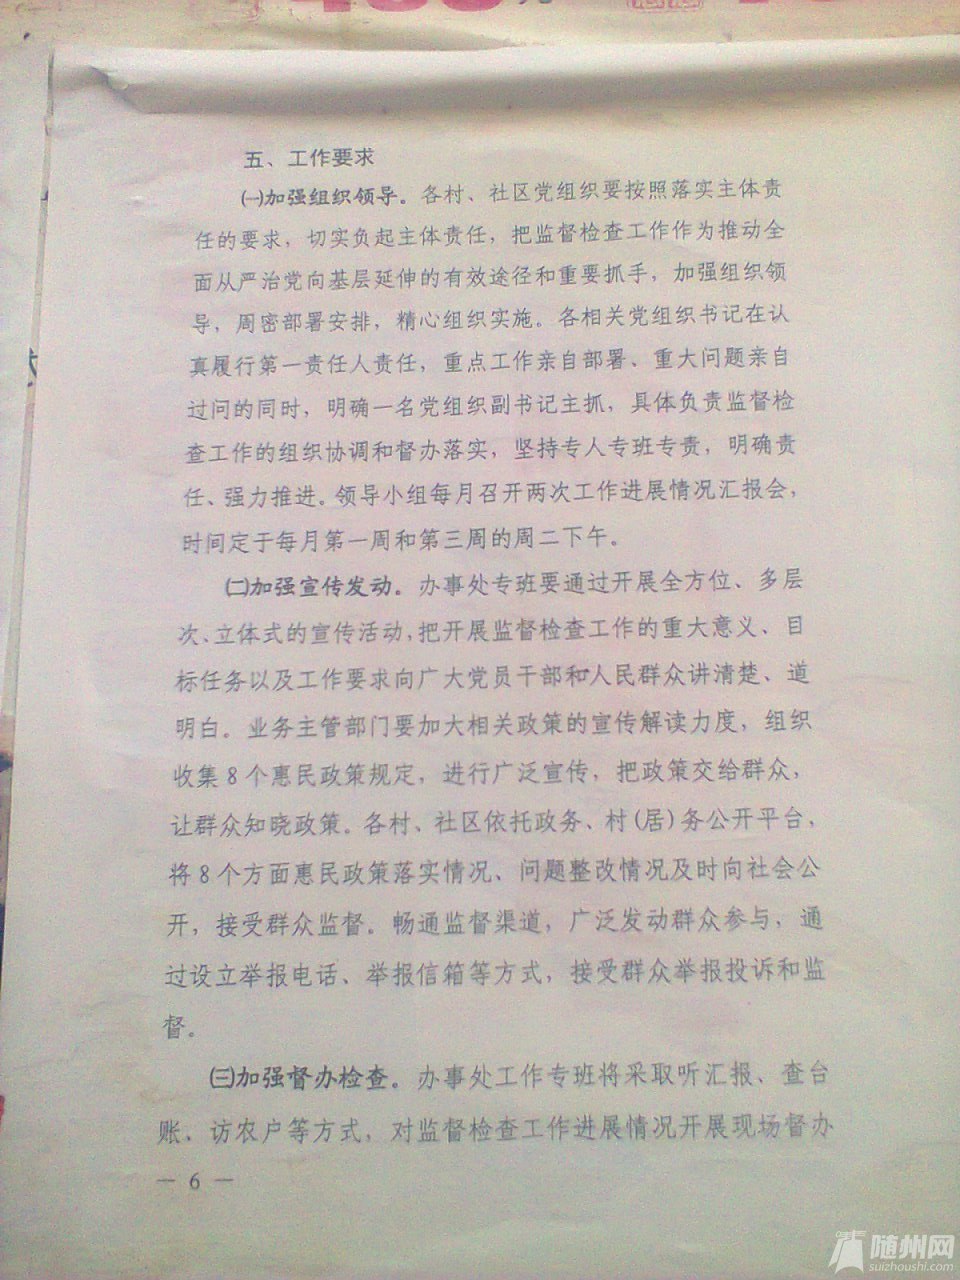 五、工作要求
㈠加强组织领导。各村、社区党组织要按照落实主体责
任的要求，切实负起主体责任，把监督检查工作作为推动全
面从严治党向基层延伸的有效途径和重要抓手，加强组织领
导，周密部署安排，精心组织实施。各相关党组织书记在认
真履行第一责任人责任，重点工作亲自部署、重大问题亲自
过问的同时，明确一名党组织副书记主抓，具体负责监督检
查工作的组织协调和督办落实，坚持专人专班专责，明确责
任、强力推进。领导小组每月召开两次工作进展情况汇报会，
时间定于每月第一周和第三周的周二下午。
㈡加强宣传发动。办事处专班要通过开展全方位、多层
次、立体式的宣传活动，把开展监督检查工作的重大意义、目
标任务以及工作要求向广大党员干部和人民群众讲清楚、道
明白。业务主管部门要加大相关政策的宣传解读力度，组织
收集8个惠民政策规定，进行广泛宣传，把政策交给群众，
让群众知晓政策。各村、社区依托政务、村(居)务公开平台，
将8个方面惠民政策落实情况、问题整改情况及时向社会公
开，接受群众监督。畅通监督渠道，广泛发动群众参与，通
过设立举报电话、举报信箱等方式，接受群众举报投诉和监
督。
㈢加强督办检查。办事处工作专班将采取听汇报、查台
账、访农户等方式，对监督检查工作进展情况开展现场督办
— 6 —
随州网
suizhoushi.com